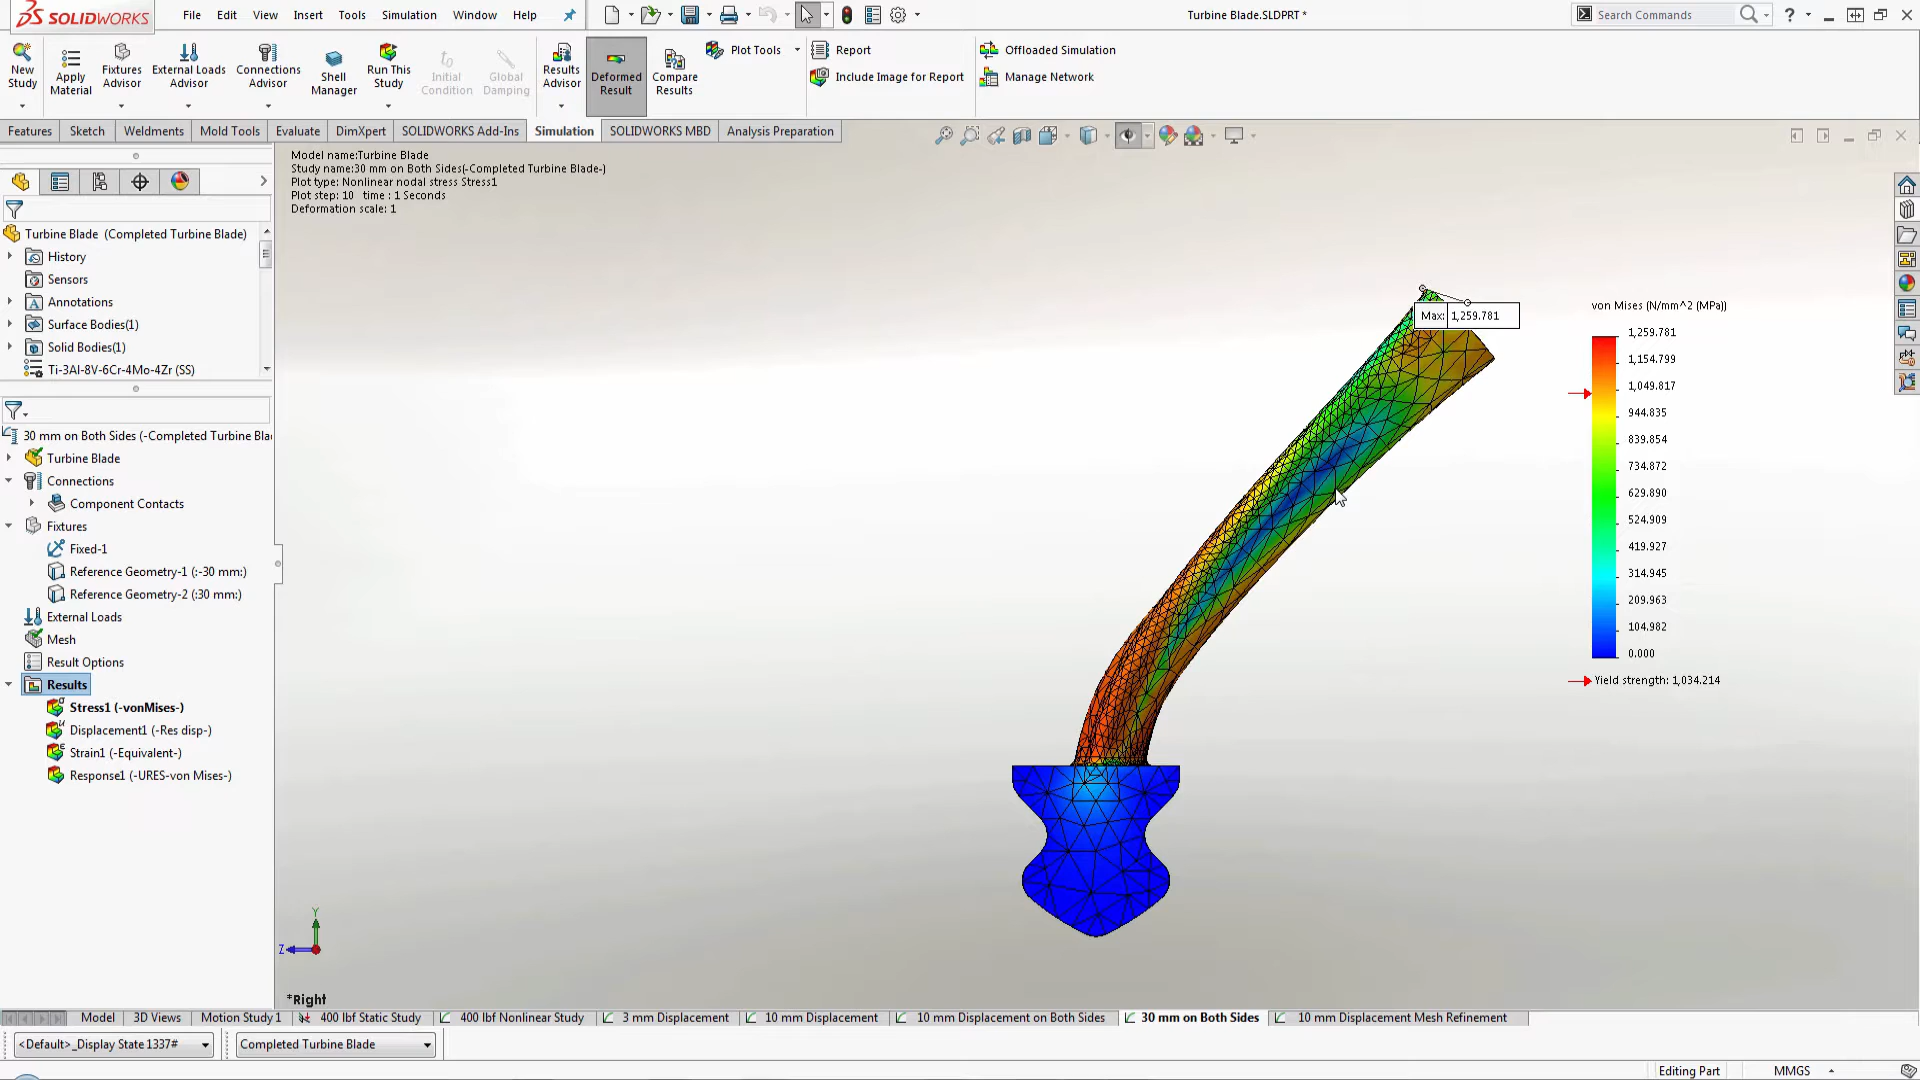 SOLIDWORKS
File Edit View Insert Tools Simulation Window Help
Turbine Blade.SLDPRT *
Search Commands
New Study
Apply Material
Fixtures Advisor
External Loads Advisor
Connections Advisor
Shell Manager
Run This Study
Initial Condition
Global Damping
Results Advisor
Deformed Result
Compare Results
Plot Tools
Report
Include Image for Report
Offloaded Simulation
Manage Network
Features Sketch Weldments Mold Tools Evaluate DimXpert SOLIDWORKS Add-Ins Simulation SOLIDWORKS MBD Analysis Preparation
Model name:Turbine Blade
Study name:30 mm on Both Sides(-Completed Turbine Blade-)
Plot type: Nonlinear nodal stress Stress1
Plot step: 10 time : 1 Seconds
Deformation scale: 1
Turbine Blade (Completed Turbine Blade)
History
Sensors
Annotations
Surface Bodies(1)
Solid Bodies(1)
Ti-3Al-8V-6Cr-4Mo-4Zr (SS)
30 mm on Both Sides (-Completed Turbine Bla
Turbine Blade
Connections
Component Contacts
Fixtures
Fixed-1
Reference Geometry-1 (:-30 mm:)
Reference Geometry-2 (:30 mm:)
External Loads
Mesh
Result Options
Results
Stress1 (-vonMises-)
Displacement1 (-Res disp-)
Strain1 (-Equivalent-)
Response1 (-URES-von Mises-)
Max: 1,259.781
von Mises (N/mm^2 (MPa))
1,259.781
1,154.799
1,049.817
944.835
839.854
734.872
629.890
524.909
419.927
314.945
209.963
104.982
0.000
Yield strength: 1,034.214
Y
Z
*Right
Model 3D Views Motion Study 1 400 lbf Static Study 400 lbf Nonlinear Study 3 mm Displacement 10 mm Displacement 10 mm Displacement on Both Sides 30 mm on Both Sides 10 mm Displacement Mesh Refinement
<Default>_Display State 1337# Completed Turbine Blade
Editing Part MMGS